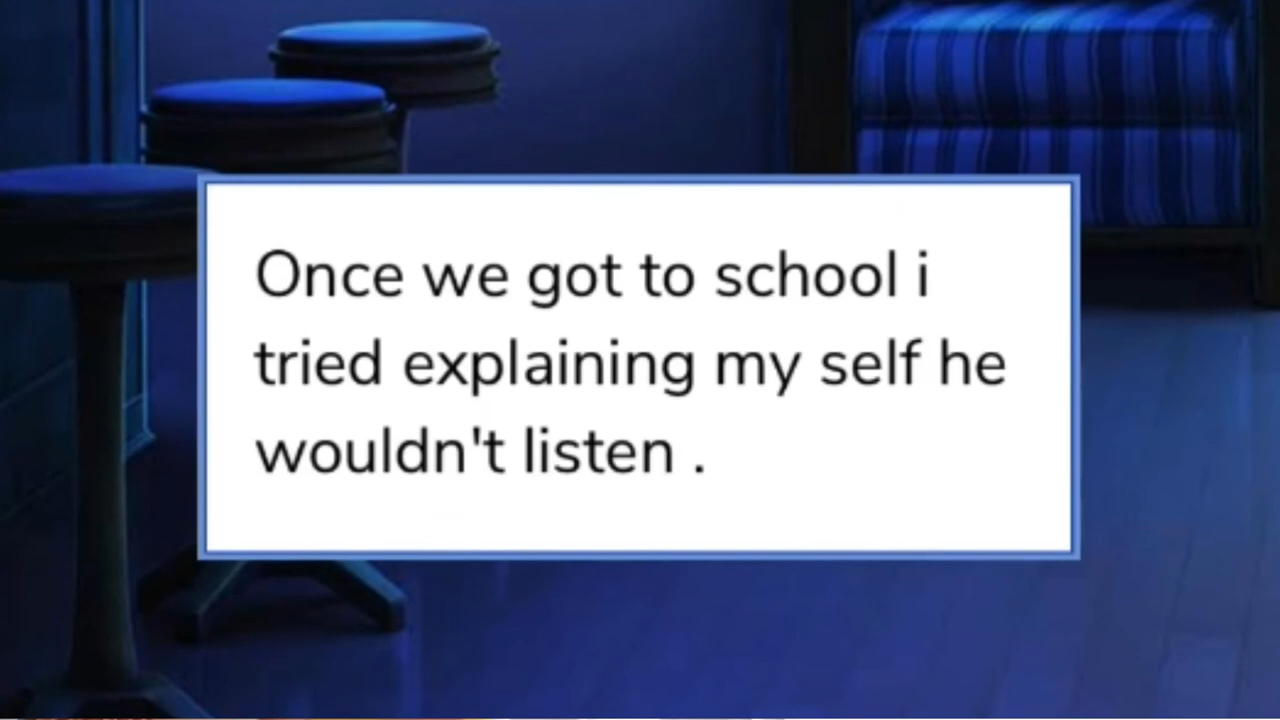 Once we got to school i
tried explaining my self he
wouldn't listen .